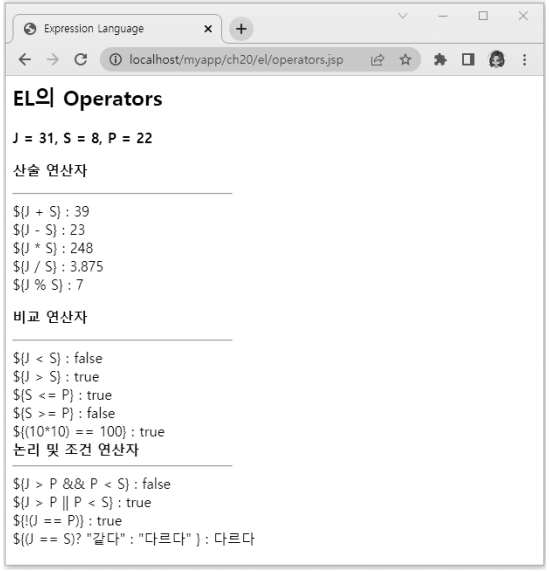 Expression Language
localhost/myapp/ch20/el/operators.jsp
EL의 Operators
J = 31, S = 8, P = 22
산술 연산자
${J + S} : 39
${J - S} : 23
${J * S} : 248
${J / S} : 3.875
${J % S} : 7
비교 연산자
${J < S} : false
${J > S} : true
${S <= P} : true
${S >= P} : false
${(10*10) == 100} : true
논리 및 조건 연산자
${J > P && P < S} : false
${J > P || P < S} : true
${!(J == P)} : true
${(J == S)? "같다" : "다르다" } : 다르다